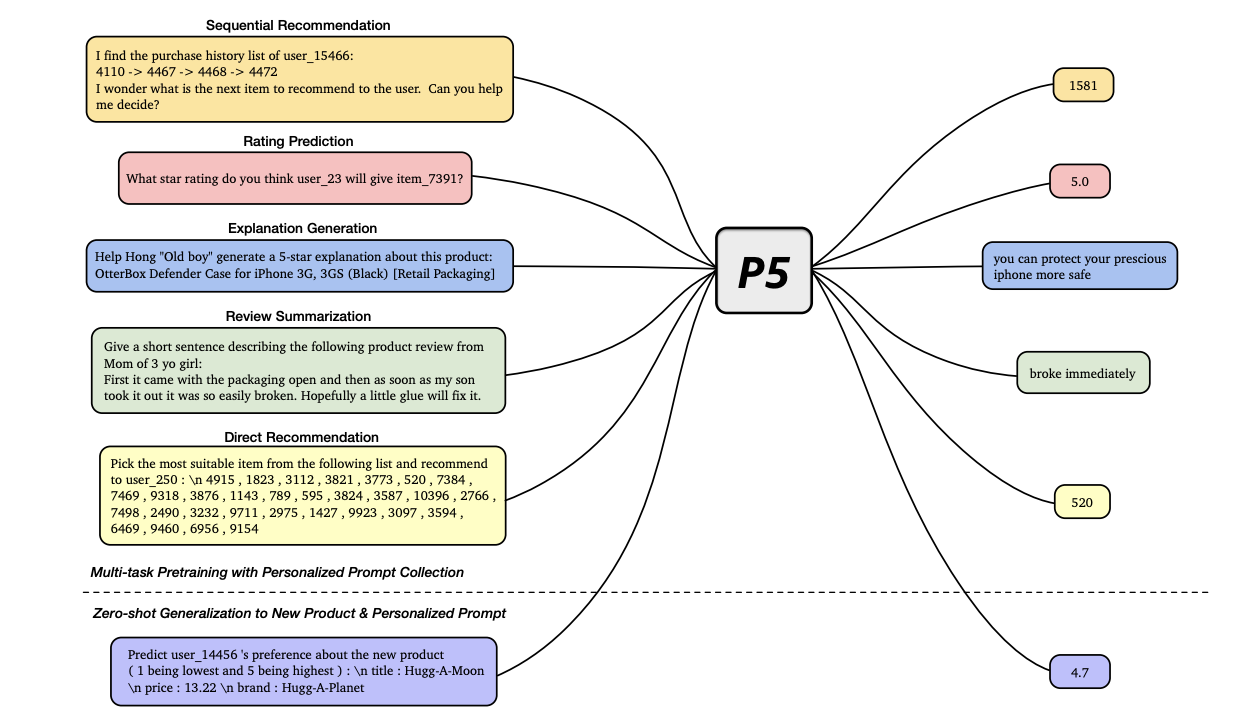 Sequential Recommendation
I find the purchase history list of user_15466:
4110 -> 4467 -> 4468 -> 4472
I wonder what is the next item to recommend to the user. Can you help
me decide?
1581
Rating Prediction
What star rating do you think user_23 will give item_7391?
5.0
Explanation Generation
Help Hong "Old boy" generate a 5-star explanation about this product:
OtterBox Defender Case for iPhone 3G, 3GS (Black) [Retail Packaging]
P5
you can protect your prescious
iphone more safe
Review Summarization
Give a short sentence describing the following product review from
Mom of 3 yo girl:
First it came with the packaging open and then as soon as my son
took it out it was so easily broken. Hopefully a little glue will fix it.
broke immediately
Direct Recommendation
Pick the most suitable item from the following list and recommend
to user_250 : \n 4915 , 1823 , 3112 , 3821 , 3773 , 520 , 7384 ,
7469 , 9318 , 3876 , 1143 , 789 , 595 , 3824 , 3587 , 10396 , 2766 ,
7498 , 2490 , 3232 , 9711 , 2975 , 1427 , 9923 , 3097 , 3594 ,
6469 , 9460 , 6956 , 9154
520
Multi-task Pretraining with Personalized Prompt Collection
Zero-shot Generalization to New Product & Personalized Prompt
Predict user_14456 's preference about the new product
( 1 being lowest and 5 being highest ) : \n title : Hugg-A-Moon
\n price : 13.22 \n brand : Hugg-A-Planet
4.7